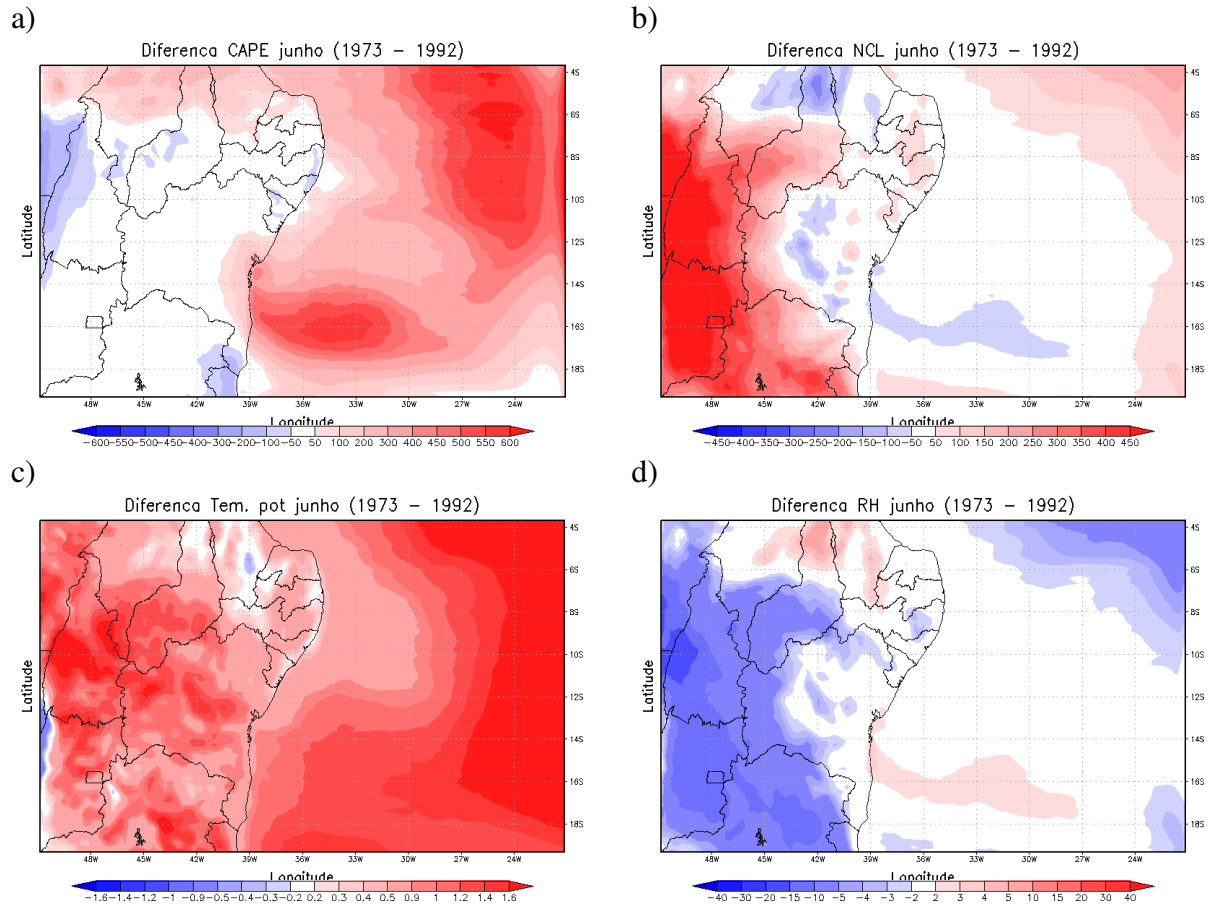 a)
Diferenca CAPE junho (1973 − 1992)
Latitude
4S
6S
8S
10S
12S
14S
16S
18S
48W 45W 42W 39W 36W 33W 30W 27W 24W
Longitude
−600−550−500−450−300−200−100 −50 50 100 200 300 400 450 500 550 600
b)
Diferenca NCL junho (1973 − 1992)
Latitude
4S
6S
8S
10S
12S
14S
16S
18S
48W 45W 42W 39W 36W 33W 30W 27W 24W
Longitude
−450−400−350−300−250−200−150−100 −50 50 100 150 200 250 300 350 400 450
c)
Diferenca Tem. pot junho (1973 − 1992)
Latitude
4S
6S
8S
10S
12S
14S
16S
18S
48W 45W 42W 39W 36W 33W 30W 27W 24W
Longitude
−1.6−1.4−1.2 −1 −0.9−0.5−0.4−0.3−0.2 0.2 0.3 0.4 0.5 0.9 1 1.2 1.4 1.6
d)
Diferenca RH junho (1973 − 1992)
Latitude
4S
6S
8S
10S
12S
14S
16S
18S
48W 45W 42W 39W 36W 33W 30W 27W 24W
Longitude
−40 −30 −20 −15 −10 −5 −4 −3 −2 2 3 4 5 10 15 20 30 40